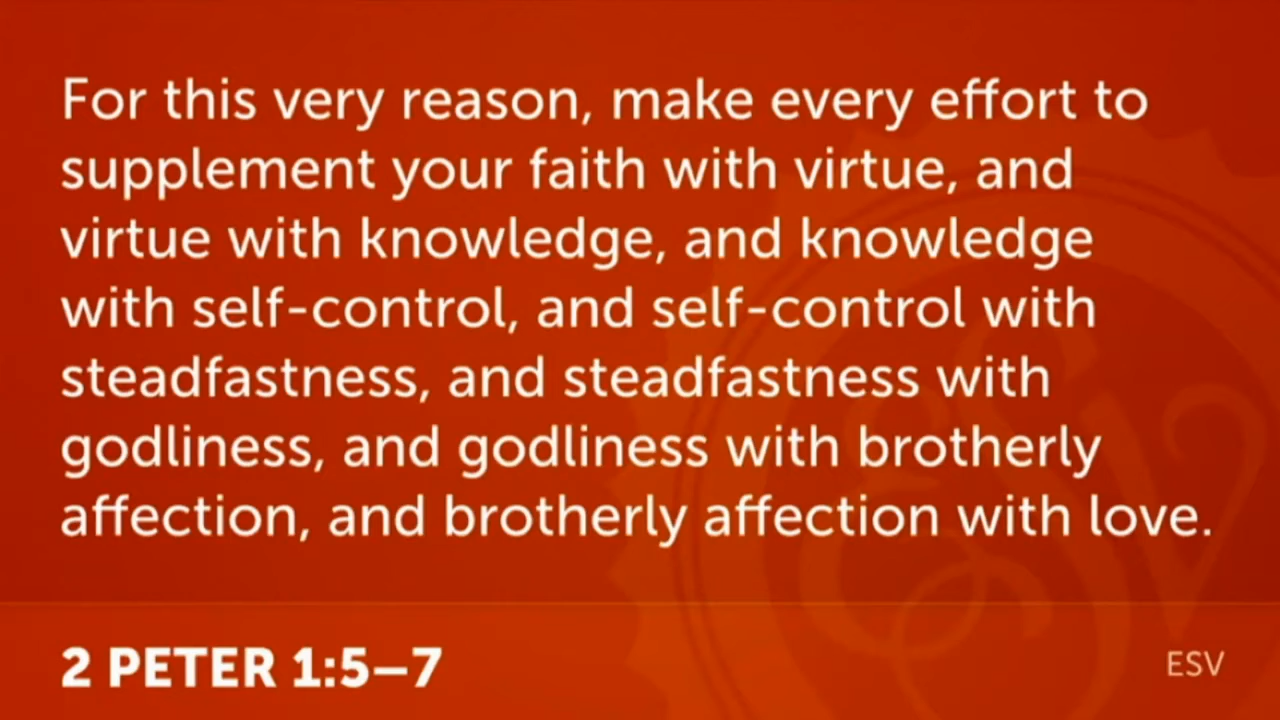 For this very reason, make every effort to
supplement your faith with virtue, and
virtue with knowledge, and knowledge
with self-control, and self-control with
steadfastness, and steadfastness with
godliness, and godliness with brotherly
affection, and brotherly affection with love.
2 PETER 1:5–7
ESV
ESV